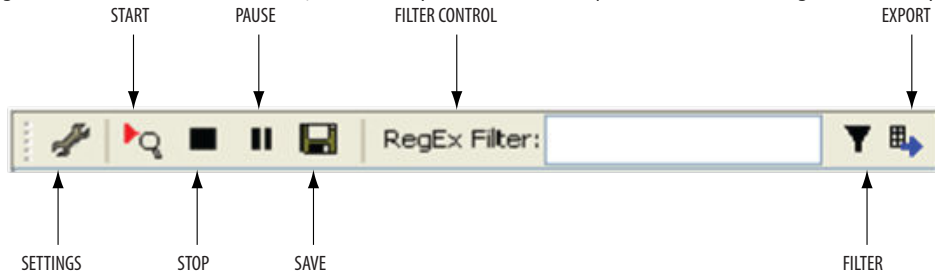 START PAUSE FILTER CONTROL EXPORT
RegEx Filter:
SETTINGS STOP SAVE FILTER